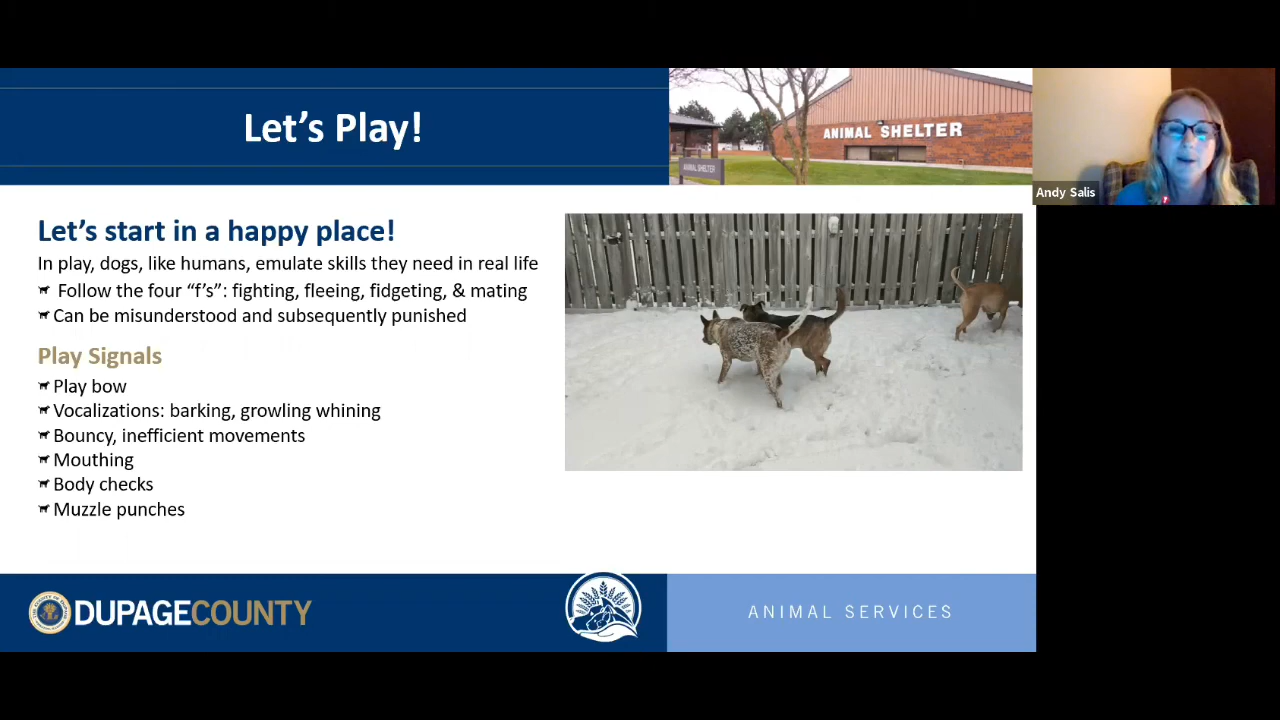 Let's Play!
ANIMAL SHELTER
ANIMAL SHELTER
Andy Salis
Let's start in a happy place!
In play, dogs, like humans, emulate skills they need in real life
Follow the four “f's”: fighting, fleeing, fidgeting, & mating
Can be misunderstood and subsequently punished
Play Signals
Play bow
Vocalizations: barking, growling whining
Bouncy, inefficient movements
Mouthing
Body checks
Muzzle punches
DUPAGECOUNTY
ANIMAL SERVICES